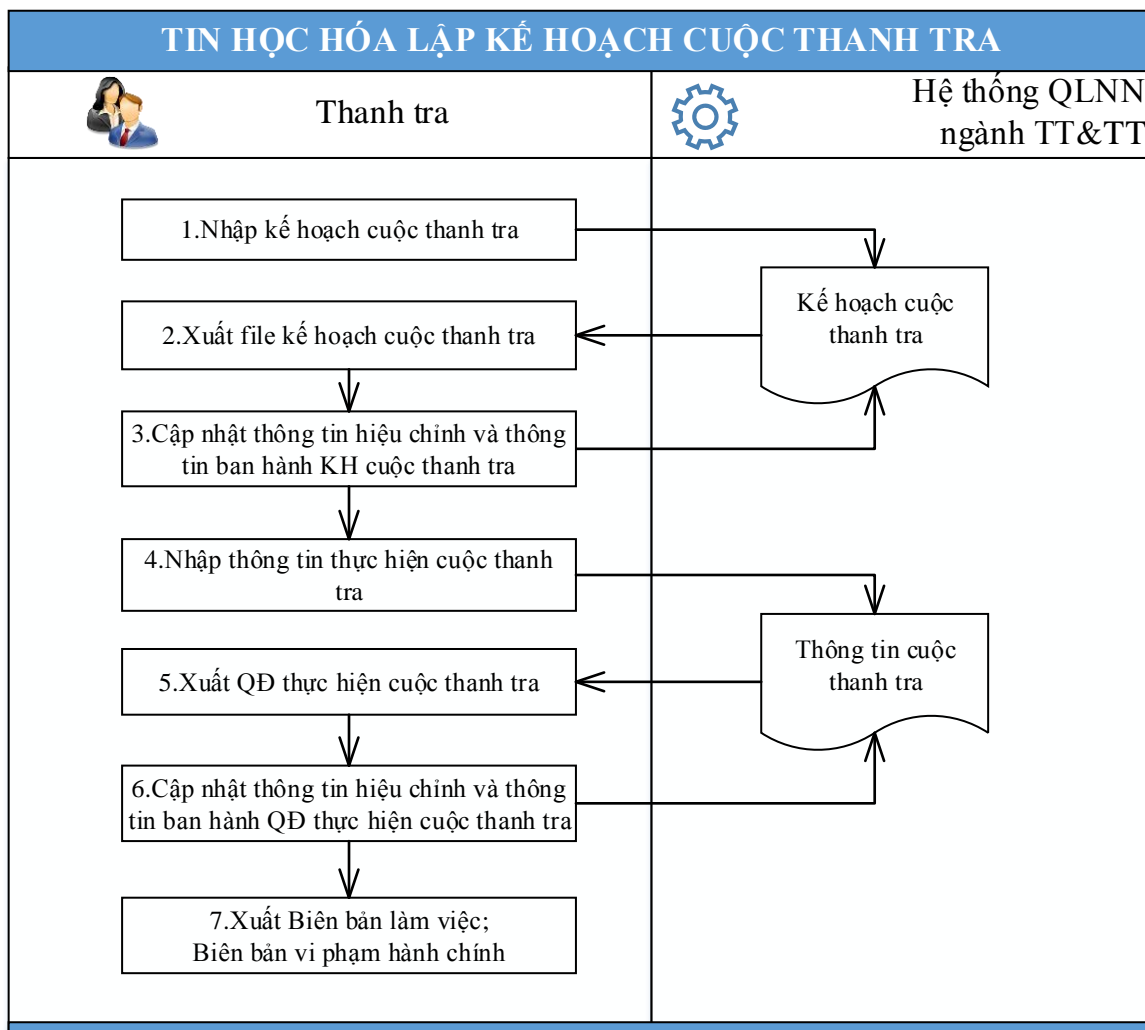 TIN HỌC HÓA LẬP KẾ HOẠCH CUỘC THANH TRA
Thanh tra
Hệ thống QLNN
ngành TT&TT
1.Nhập kế hoạch cuộc thanh tra
Kế hoạch cuộc
thanh tra
2.Xuất file kế hoạch cuộc thanh tra
3.Cập nhật thông tin hiệu chỉnh và thông
tin ban hành KH cuộc thanh tra
4.Nhập thông tin thực hiện cuộc thanh
tra
Thông tin cuộc
thanh tra
5.Xuất QĐ thực hiện cuộc thanh tra
6.Cập nhật thông tin hiệu chỉnh và thông
tin ban hành QĐ thực hiện cuộc thanh tra
7.Xuất Biên bản làm việc;
Biên bản vi phạm hành chính